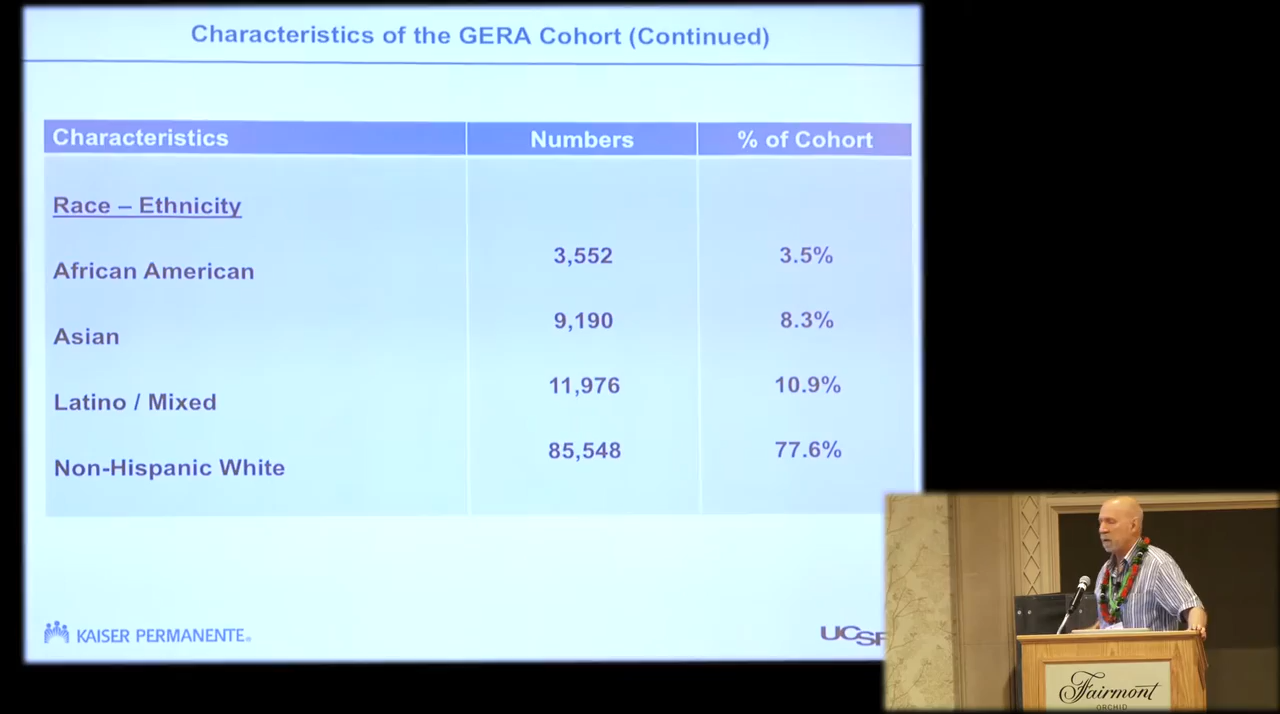 Characteristics of the GERA Cohort (Continued)
Characteristics Numbers % of Cohort
Race – Ethnicity
African American 3,552 3.5%
Asian 9,190 8.3%
Latino / Mixed 11,976 10.9%
Non-Hispanic White 85,548 77.6%
KAISER PERMANENTE®
UCSF
Fairmont
ORCHID